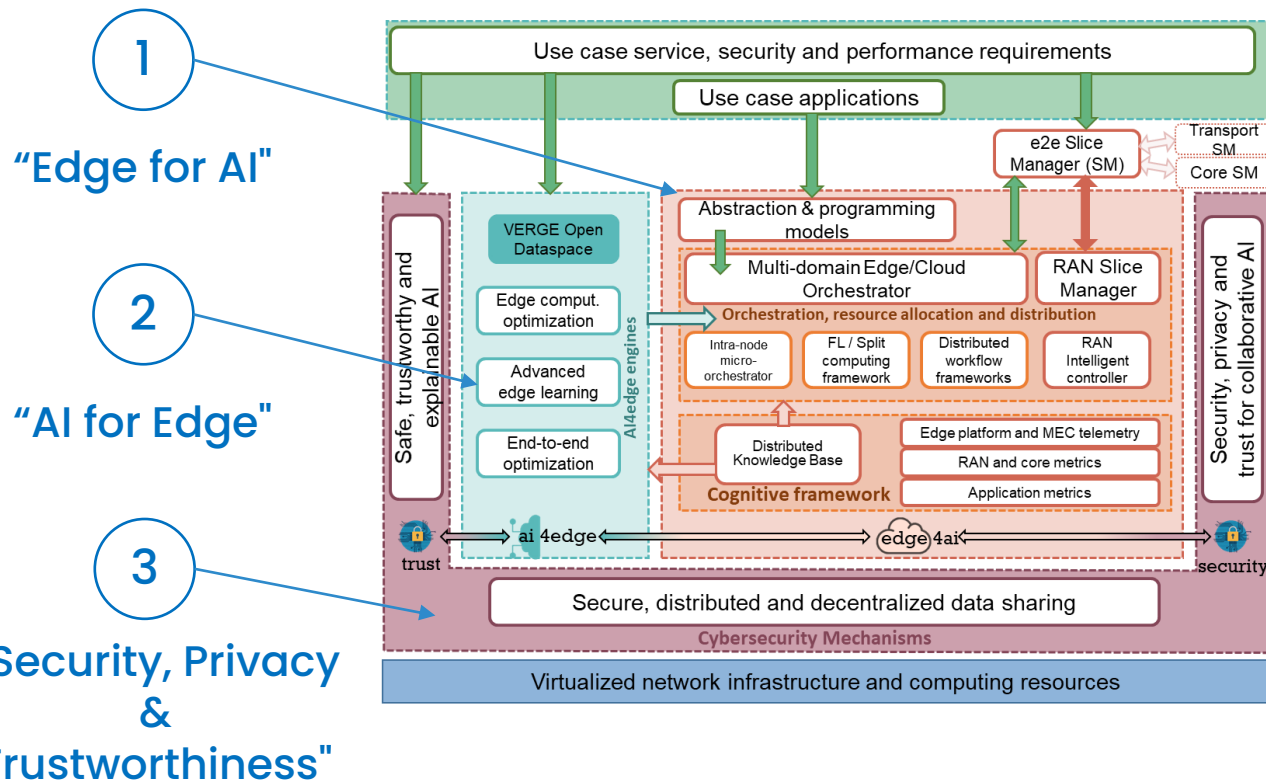 1
“Edge for AI"
2
“AI for Edge"
3
Security, Privacy
&
rustworthiness"
Use case service, security and performance requirements
Use case applications
e2e Slice
Manager (SM)
Transport
SM
Core SM
Safe, trustworthy and
explainable AI
VERGE Open
Dataspace
Edge comput.
optimization
Advanced
edge learning
End-to-end
optimization
AI4edge engines
Abstraction & programming
models
Multi-domain Edge/Cloud
Orchestrator
RAN Slice
Manager
Orchestration, resource allocation and distribution
Intra-node
micro-
orchestrator
FL / Split
computing
framework
Distributed
workflow
frameworks
RAN
Intelligent
controller
Distributed
Knowledge Base
Edge platform and MEC telemetry
RAN and core metrics
Application metrics
Cognitive framework
Security, privacy and
trust for collaborative AI
trust
ai 4edge
edge 4ai
security
Secure, distributed and decentralized data sharing
Cybersecurity Mechanisms
Virtualized network infrastructure and computing resources